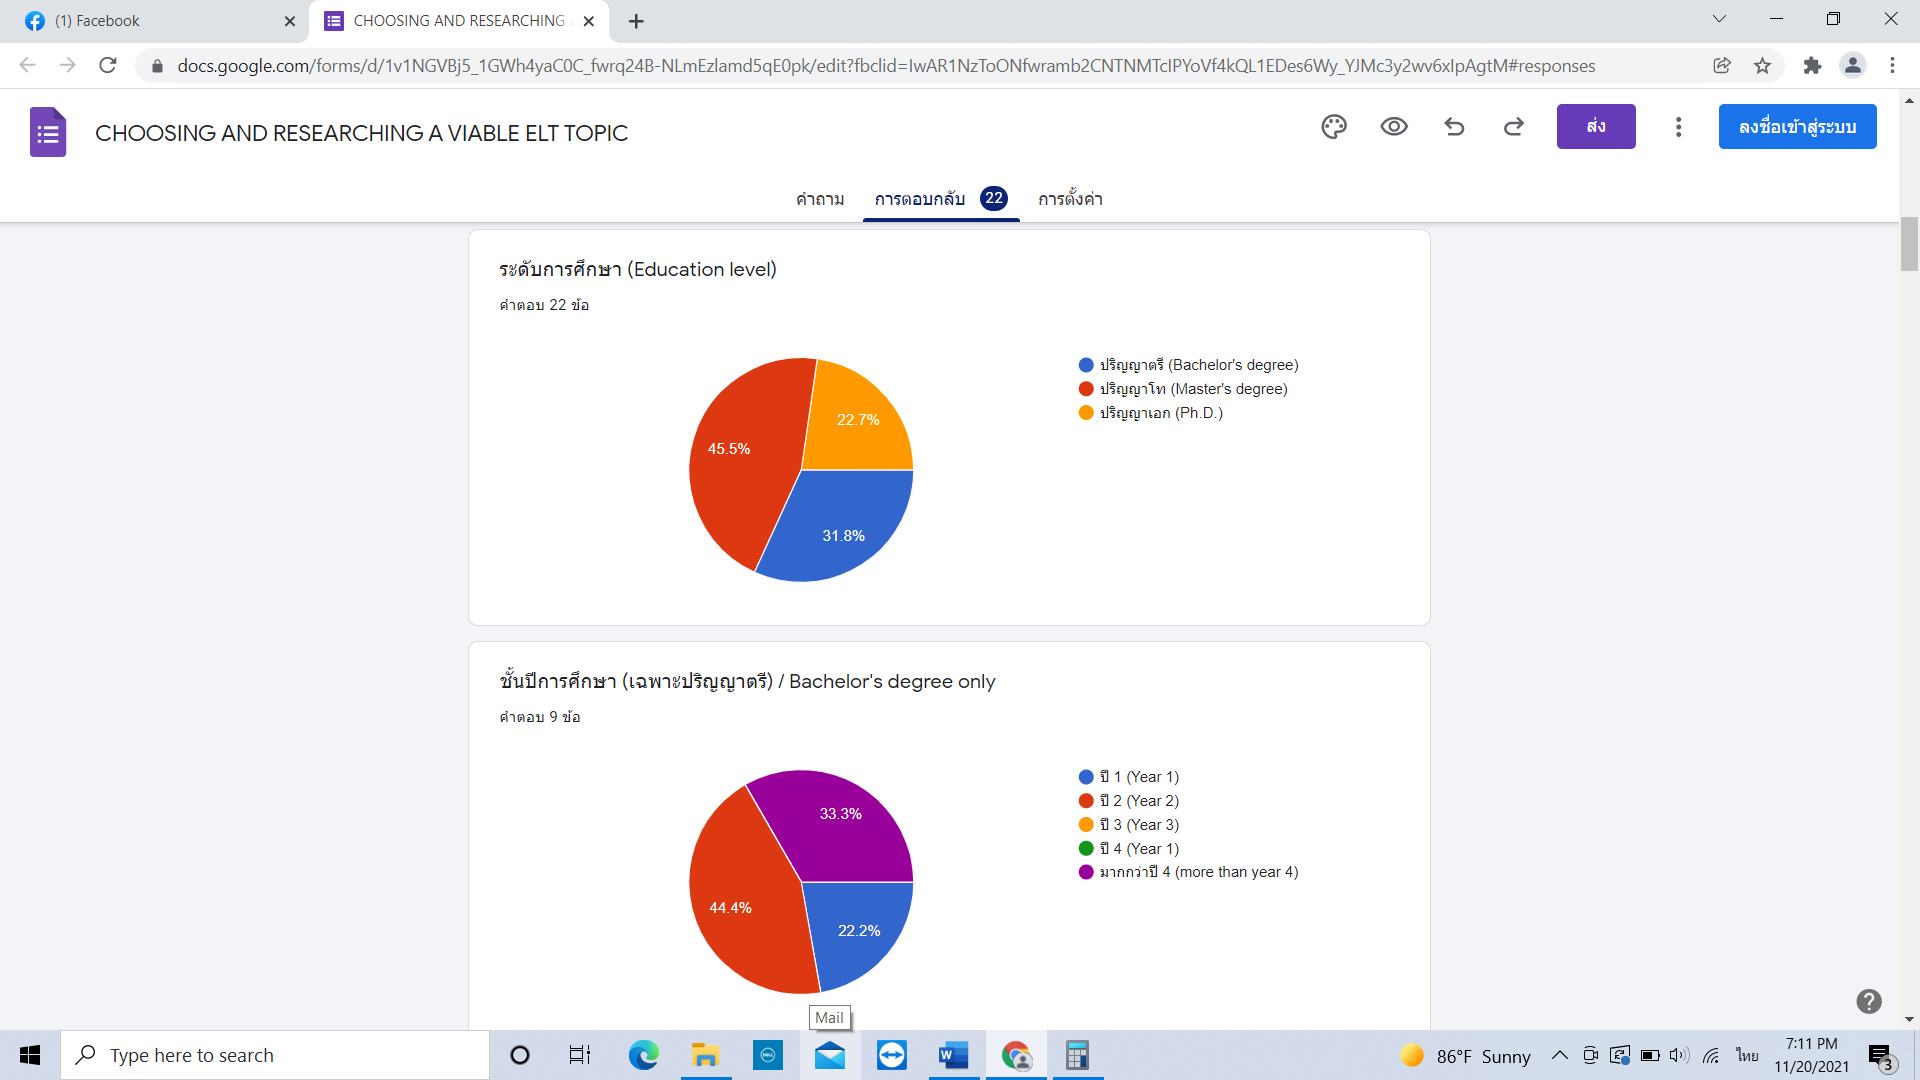 (1) Facebook
CHOOSING AND RESEARCHING
docs.google.com/forms/d/1v1NGVBj5_1GWh4yaC0C_fwrq24B-NLmEzlamd5qE0pk/edit?fbclid=IwAR1NzToONfwramb2CNTNMTcIPYoVf4kQL1EDes6Wy_YJMc3y2wv6xIpAgtM#responses
CHOOSING AND RESEARCHING A VIABLE ELT TOPIC
ส่ง
ลงชื่อเข้าสู่ระบบ
คำถาม
การตอบกลับ 22
การตั้งค่า
ระดับการศึกษา (Education level)
คำตอบ 22 ข้อ
ปริญญาตรี (Bachelor's degree)
ปริญญาโท (Master's degree)
ปริญญาเอก (Ph.D.)
22.7%
45.5%
31.8%
ชั้นปีการศึกษา (เฉพาะปริญญาตรี) / Bachelor's degree only
คำตอบ 9 ข้อ
ปี 1 (Year 1)
ปี 2 (Year 2)
ปี 3 (Year 3)
ปี 4 (Year 1)
มากกว่าปี 4 (more than year 4)
33.3%
44.4%
22.2%
Mail
Type here to search
DELL
W
86°F Sunny
ไทย
7:11 PM
11/20/2021
3